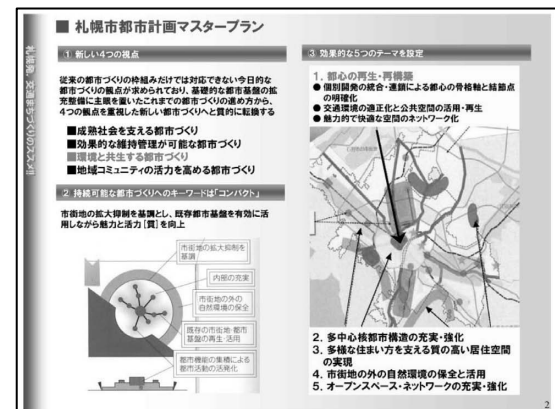 ■ 札幌市都市計画マスタープラン
札幌発、交通まちづくりのススメ!!
① 新しい4つの視点
従来の都市づくりの枠組みだけでは対応できない今日的な
都市づくりの観点が求められており、基礎的な都市基盤の拡
充整備に主眼を置いたこれまでの都市づくりの進め方から、
4つの観点を重視した新しい都市づくりへと質的に転換する
■成熟社会を支える都市づくり
■効果的な維持管理が可能な都市づくり
■環境と共生する都市づくり
■地域コミュニティの活力を高める都市づくり
② 持続可能な都市づくりへのキーワードは「コンパクト」
市街地の拡大抑制を基調とし、既存都市基盤を有効に活
用しながら魅力と活力［質］を向上
市街地の拡大抑制を
基調
内部の充実
市街地の外の
自然環境の保全
既存の市街地・都市
基盤の再生・活用
都市機能の集積による
都市活動の活発化
③ 効果的な5つのテーマを設定
1. 都心の再生・再構築
● 個別開発の統合・連鎖による都心の骨格軸と結節点
の明確化
● 交通環境の適正化と公共空間の活用・再生
● 魅力的で快適な空間のネットワーク化
2. 多中心核都市構造の充実・強化
3. 多様な住まい方を支える質の高い居住空間
の実現
4. 市街地の外の自然環境の保全と活用
5. オープンスペース・ネットワークの充実・強化
2